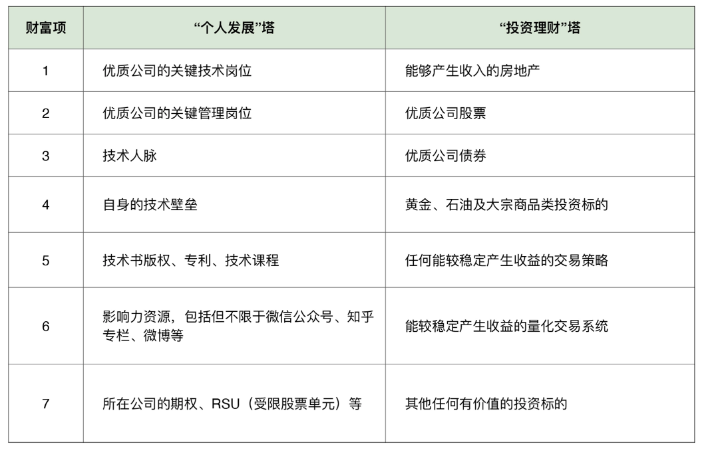 财富项 “个人发展”塔 “投资理财”塔
1 优质公司的关键技术岗位 能够产生收入的房地产
2 优质公司的关键管理岗位 优质公司股票
3 技术人脉 优质公司债券
4 自身的技术壁垒 黄金、石油及大宗商品类投资标的
5 技术书版权、专利、技术课程 任何能较稳定产生收益的交易策略
6 影响力资源，包括但不限于微信公众号、知乎
专栏、微博等 能较稳定产生收益的量化交易系统
7 所在公司的期权、RSU（受限股票单元）等 其他任何有价值的投资标的